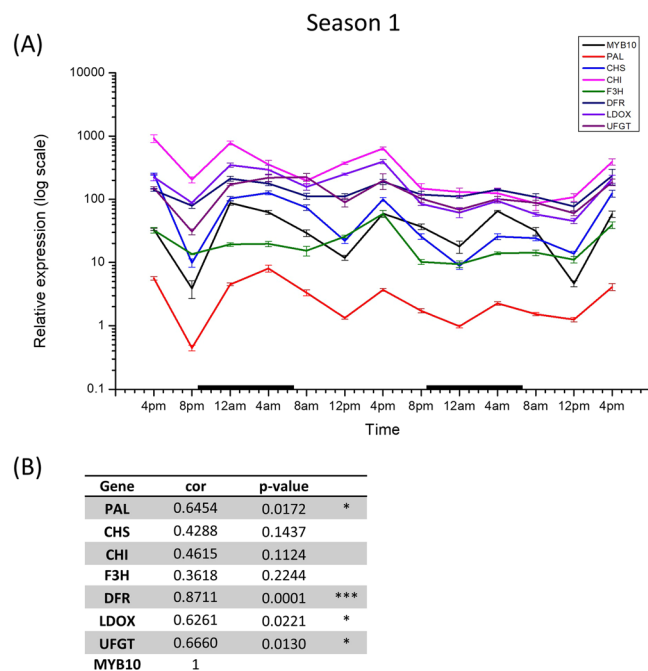 Season 1
(A)
MYB10
PAL
CHS
CHI
F3H
DFR
LDOX
UFGT
Relative expression (log scale)
10000
1000
100
10
1
0.1
4pm 8pm 12am 4am 8am 12pm 4pm 8pm 12am 4am 8am 12pm 4pm
Time
(B)
Gene cor p-value
PAL 0.6454 0.0172 *
CHS 0.4288 0.1437
CHI 0.4615 0.1124
F3H 0.3618 0.2244
DFR 0.8711 0.0001 ***
LDOX 0.6261 0.0221 *
UFGT 0.6660 0.0130 *
MYB10 1